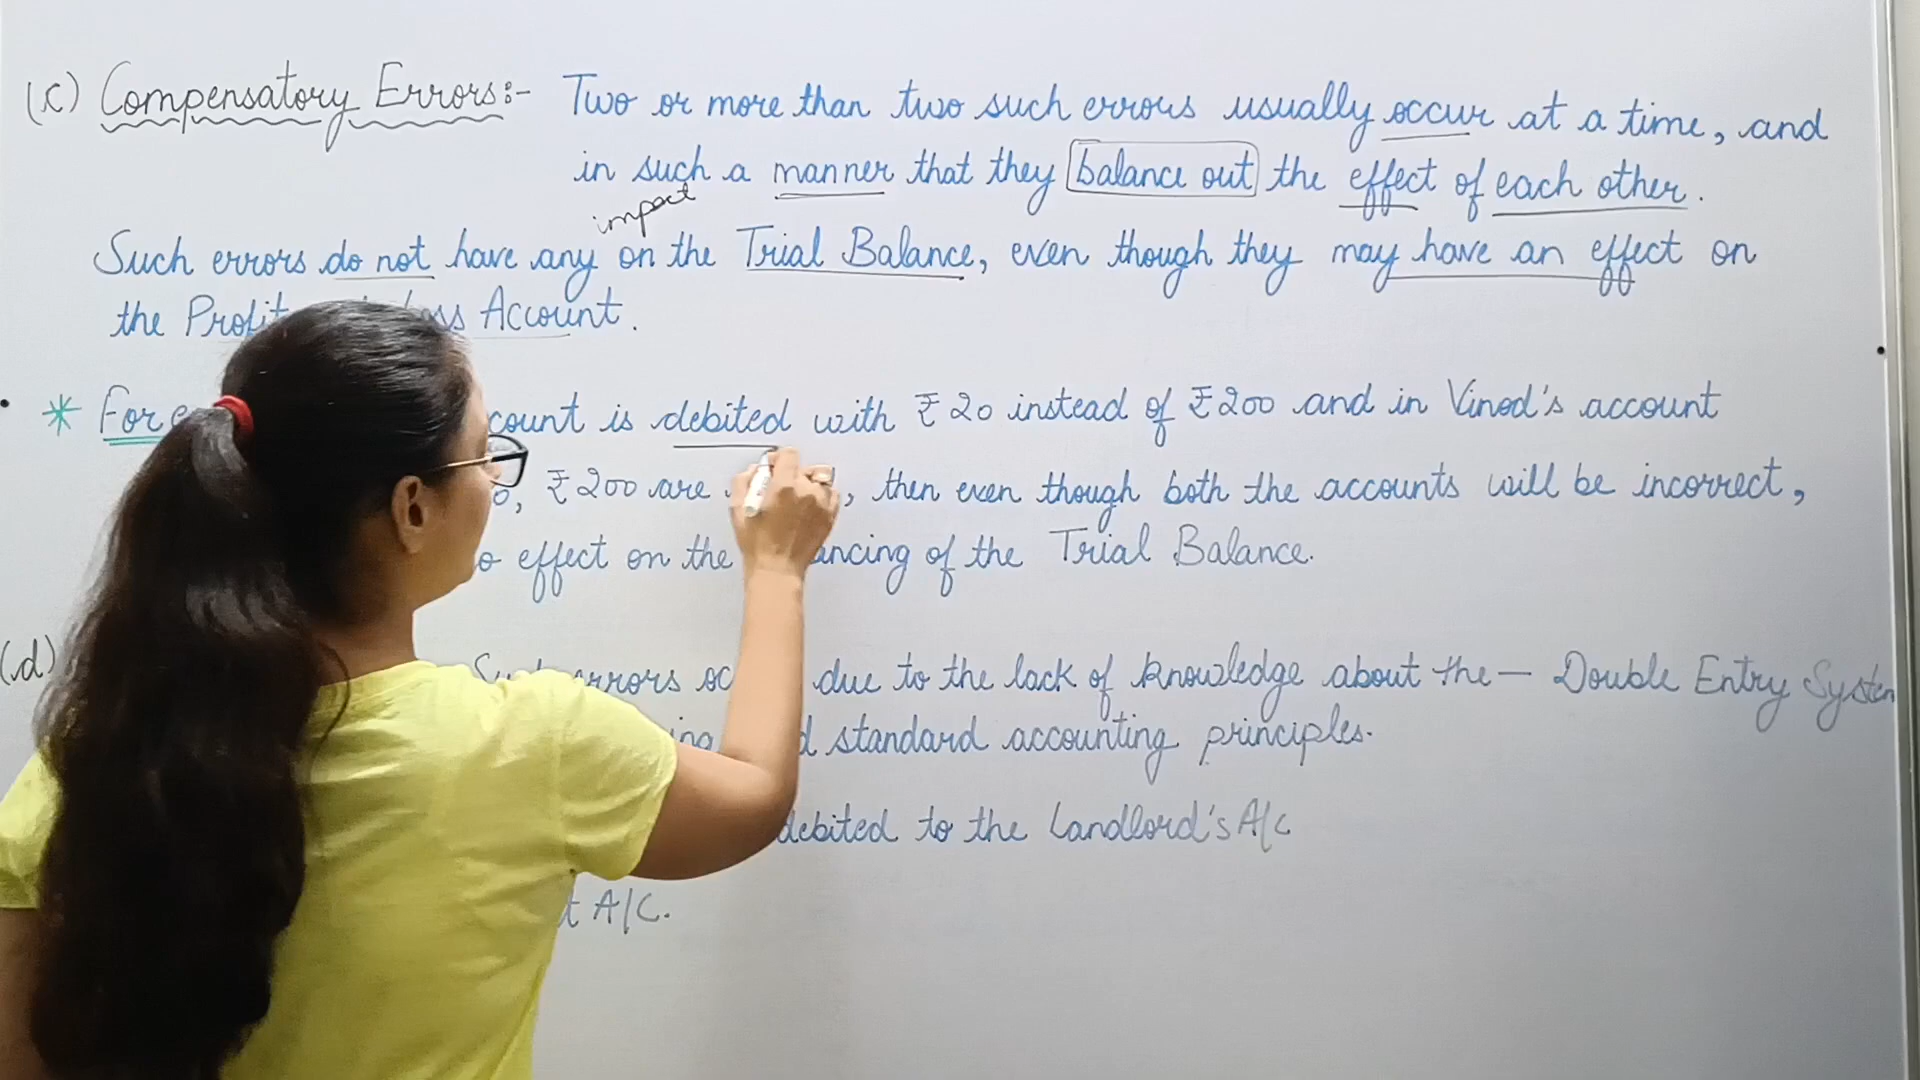 (c) Compensatory Errors:- Two or more than two such errors usually occur at a time, and
in such a manner that they balance out the effect of each other.
impact
Such errors do not have any on the Trial Balance, even though they may have an effect on
the Profit Account.
* For count is debited with ₹20 instead of ₹200 and in Vinod's account
₹200 are , then even though both the accounts will be incorrect,
effect on the ancing of the Trial Balance.
(d) Such errors oc due to the lack of knowledge about the — Double Entry System
ing d standard accounting principles.
debited to the Landlord's A/c
t A/C.